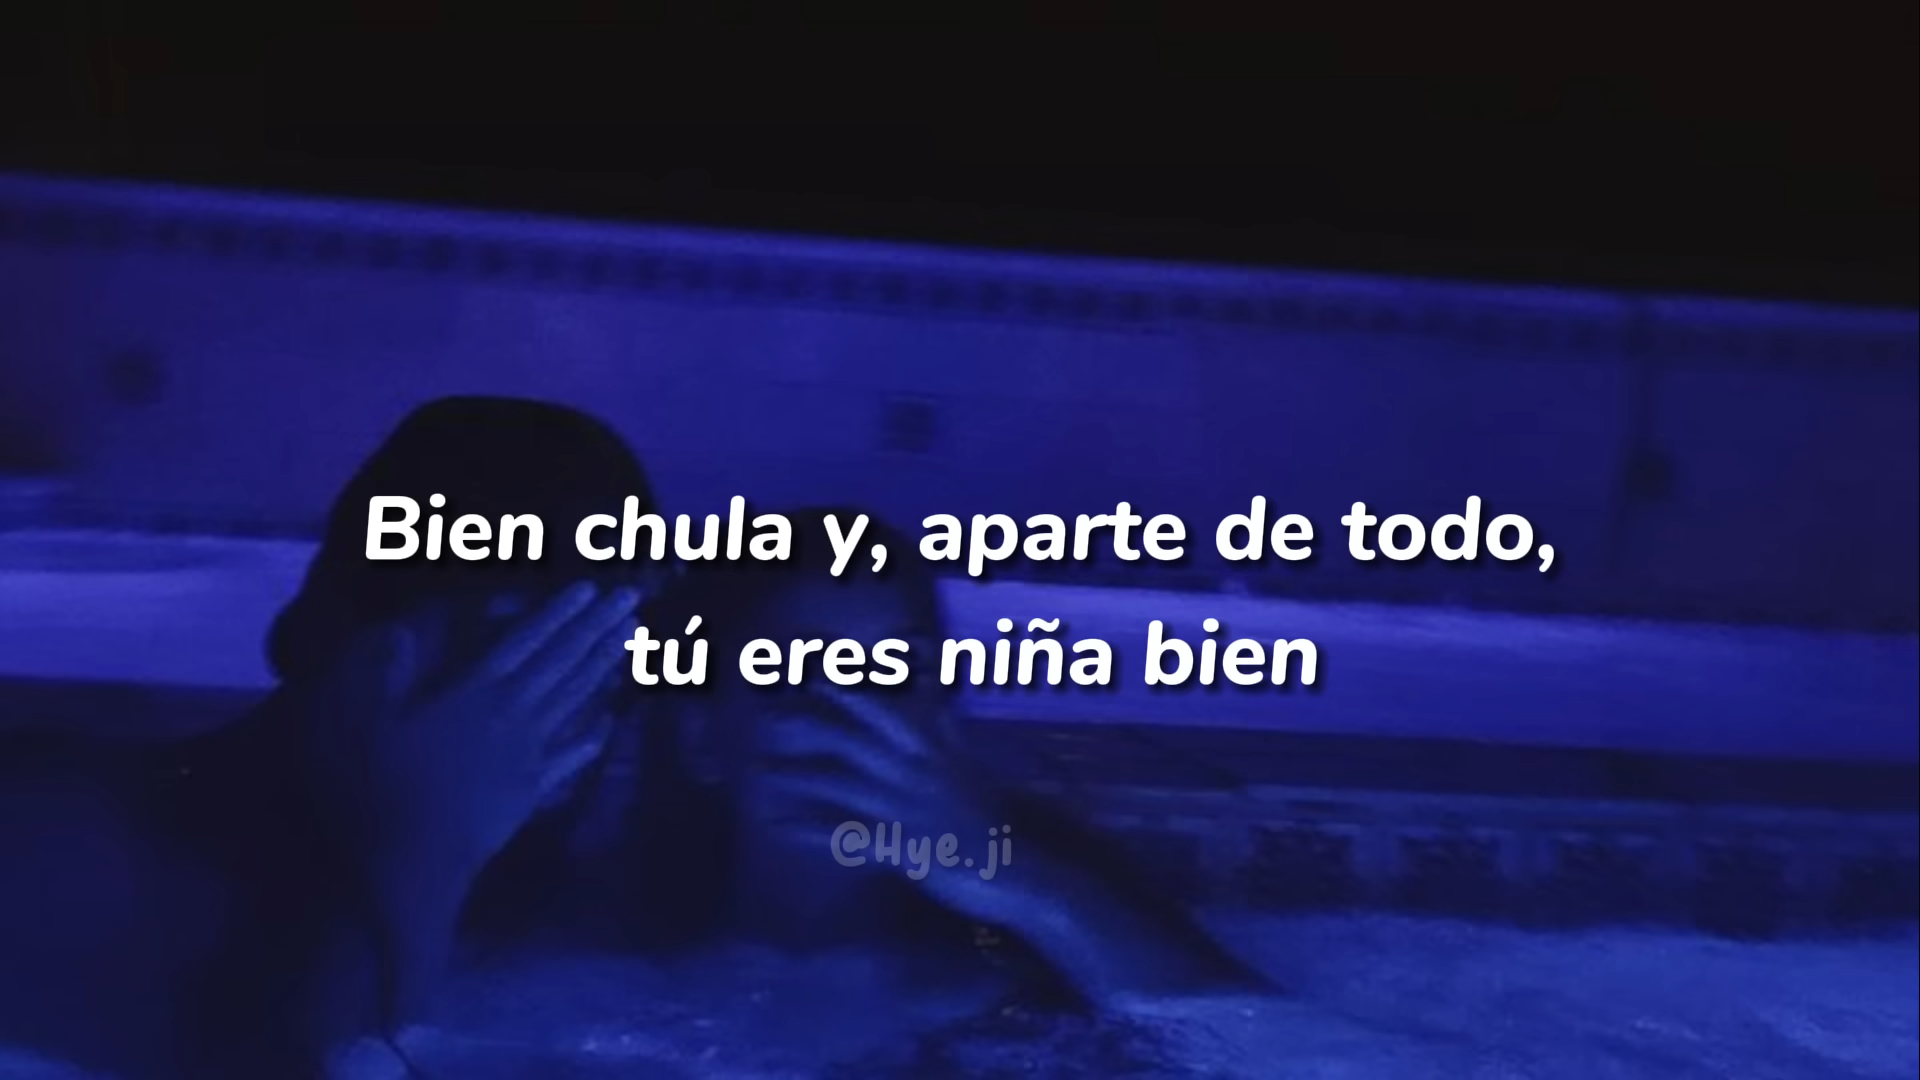 Bien chula y, aparte de todo,
tú eres niña bien
@Hye.ji